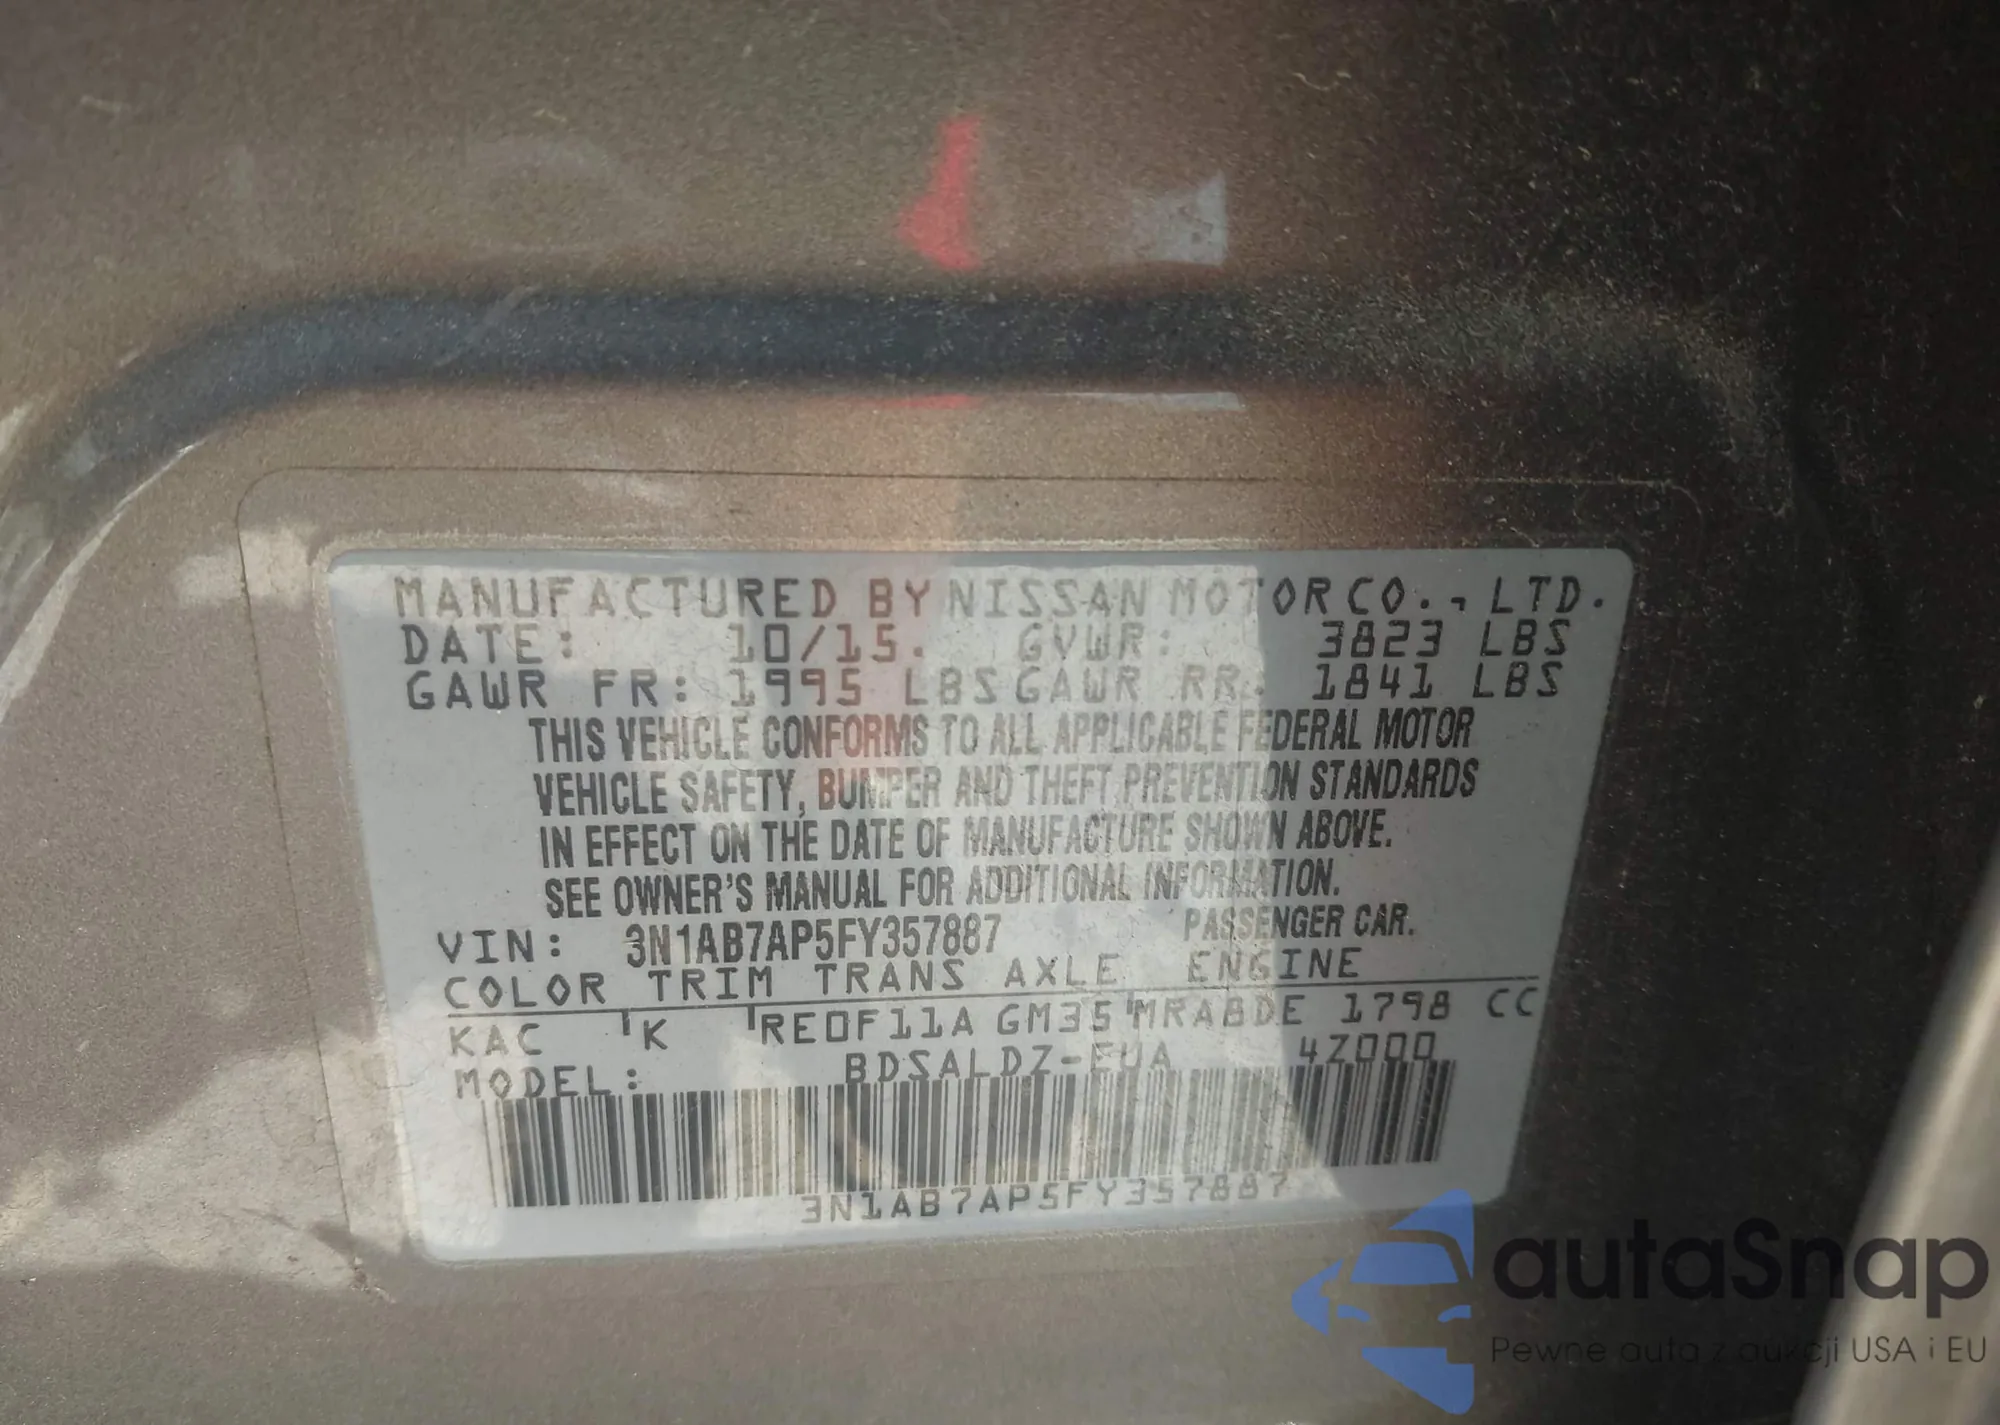 MANUFACTURED BY NISSAN MOTOR CO., LTD.
DATE: 10/15. GVWR: 3823 LBS
GAWR FR: 1995 LBS GAWR RR. 1841 LBS
THIS VEHICLE CONFORMS TO ALL APPLICABLE FEDERAL MOTOR
VEHICLE SAFETY, BUMPER AND THEFT PREVENTION STANDARDS
IN EFFECT ON THE DATE OF MANUFACTURE SHOWN ABOVE.
SEE OWNER'S MANUAL FOR ADDITIONAL INFORMATION.
VIN: 3N1AB7AP5FY357887 PASSENGER CAR.
COLOR TRIM TRANS AXLE ENGINE
KAC K RE0F11A GM35 MRA8DE 1798 CC
MODEL: BDSALDZ-EUA 4Z000
3N1AB7AP5FY357887
autaSnap
Pewne auta z aukcji USA i EU